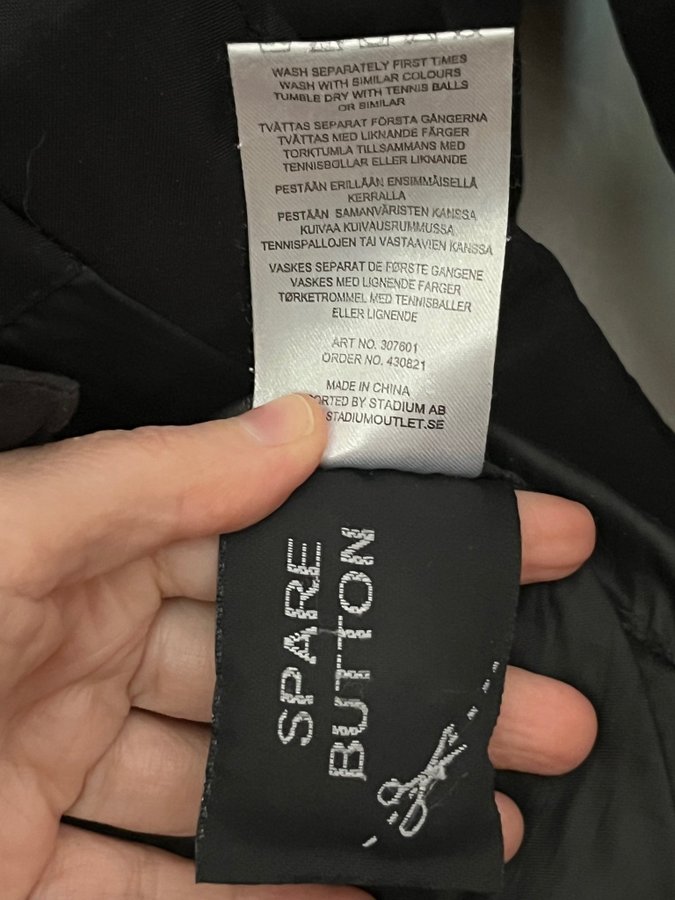 WASH SEPARATELY FIRST TIMES
WASH WITH SIMILAR COLOURS
TUMBLE DRY WITH TENNIS BALLS
OR SIMILAR
TVÄTTAS SEPARAT FÖRSTA GÅNGERNA
TVÄTTAS MED LIKNANDE FÄRGER
TORKTUMLA TILLSAMMANS MED
TENNISBOLLAR ELLER LIKNANDE
PESTÄÄN ERILLÄÄN ENSIMMÄISELLÄ
KERRALLA
PESTÄÄN SAMANVÄRISTEN KANSSA
KUIVAA KUIVAUSRUMMUSSA
TENNISPALLOJEN TAI VASTAAVIEN KANSSA
VASKES SEPARAT DE FØRSTE GANGENE
VASKES MED LIGNENDE FARGER
TØRKETROMMEL MED TENNISBALLER
ELLER LIGNENDE
ART NO. 307601
ORDER NO. 430821
MADE IN CHINA
ORTED BY STADIUM AB
STADIUMOUTLET.SE
SPARE
BUTTON